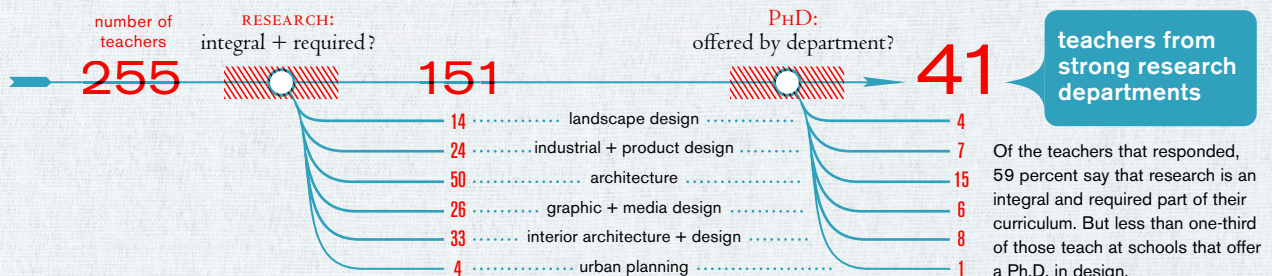 number of
teachers
255
RESEARCH:
integral + required?
151
PHD:
offered by department?
41
teachers from
strong research
departments
14 landscape design 4
24 industrial + product design 7
50 architecture 15
26 graphic + media design 6
33 interior architecture + design 8
4 urban planning 1
Of the teachers that responded,
59 percent say that research is an
integral and required part of their
curriculum. But less than one-third
of those teach at schools that offer
a Ph.D. in design.